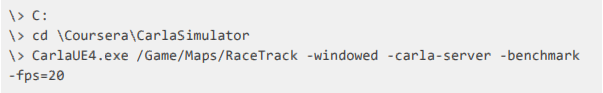 \> C:
\> cd \Coursera\CarlaSimulator
\> CarlaUE4.exe /Game/Maps/RaceTrack -windowed -carla-server -benchmark
-fps=20